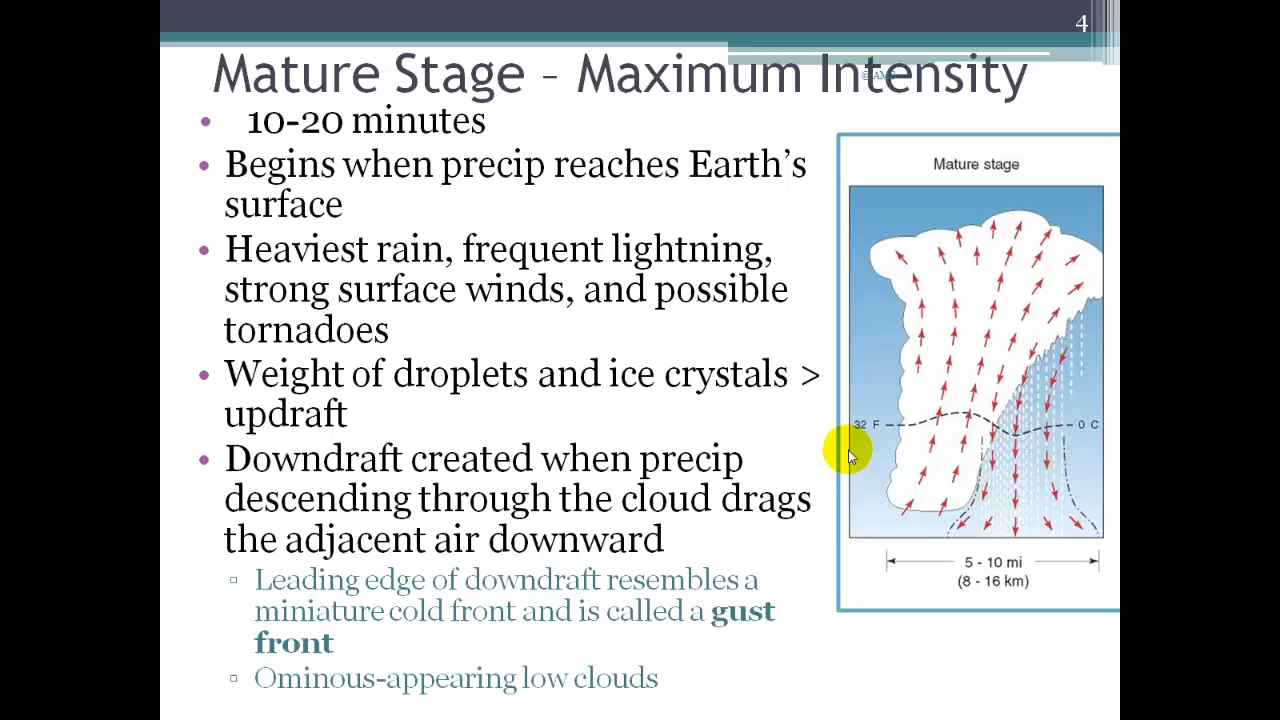 4
Mature Stage – Maximum Intensity
• 10-20 minutes
• Begins when precip reaches Earth's
surface
• Heaviest rain, frequent lightning,
strong surface winds, and possible
tornadoes
• Weight of droplets and ice crystals >
updraft
• Downdraft created when precip
descending through the cloud drags
the adjacent air downward
▫ Leading edge of downdraft resembles a
miniature cold front and is called a gust
front
▫ Ominous-appearing low clouds
Mature stage
32 F
0 C
5 - 10 mi
(8 - 16 km)